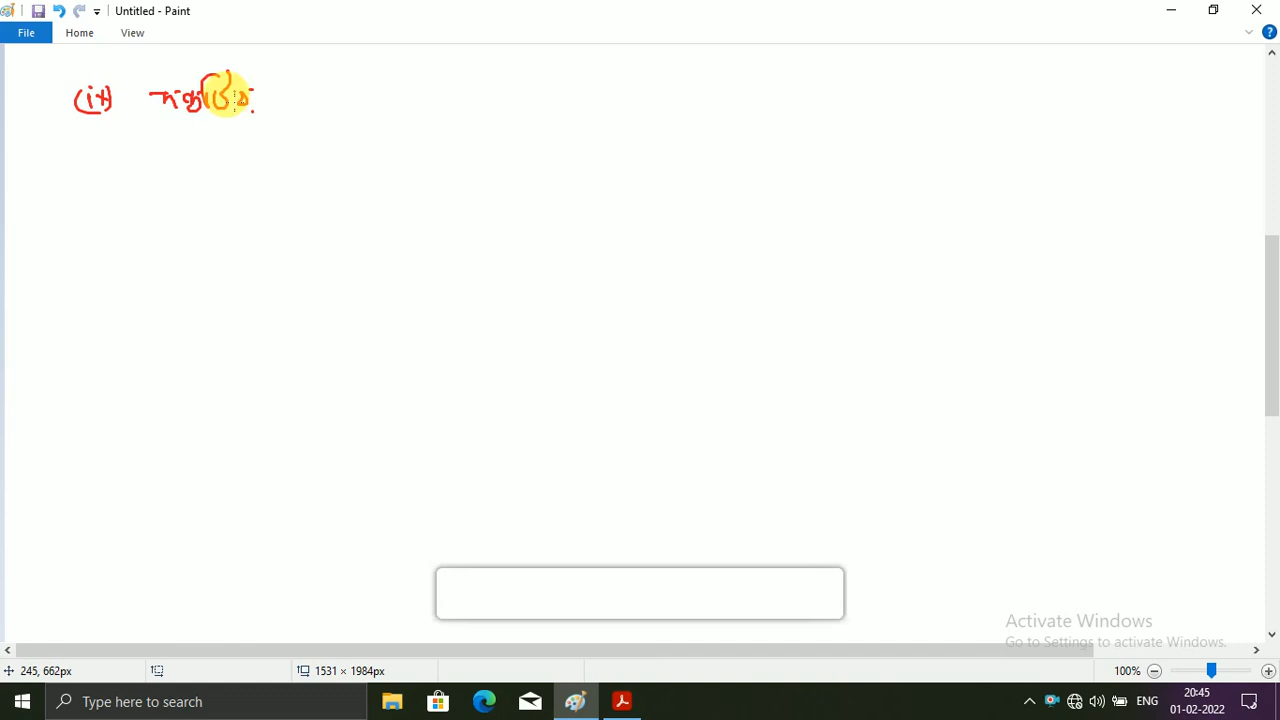 Untitled - Paint
File Home View
Activate Windows
Go to Settings to activate Windows.
245, 662px 1531 × 1984px 100%
Type here to search ENG 20:45
01-02-2022